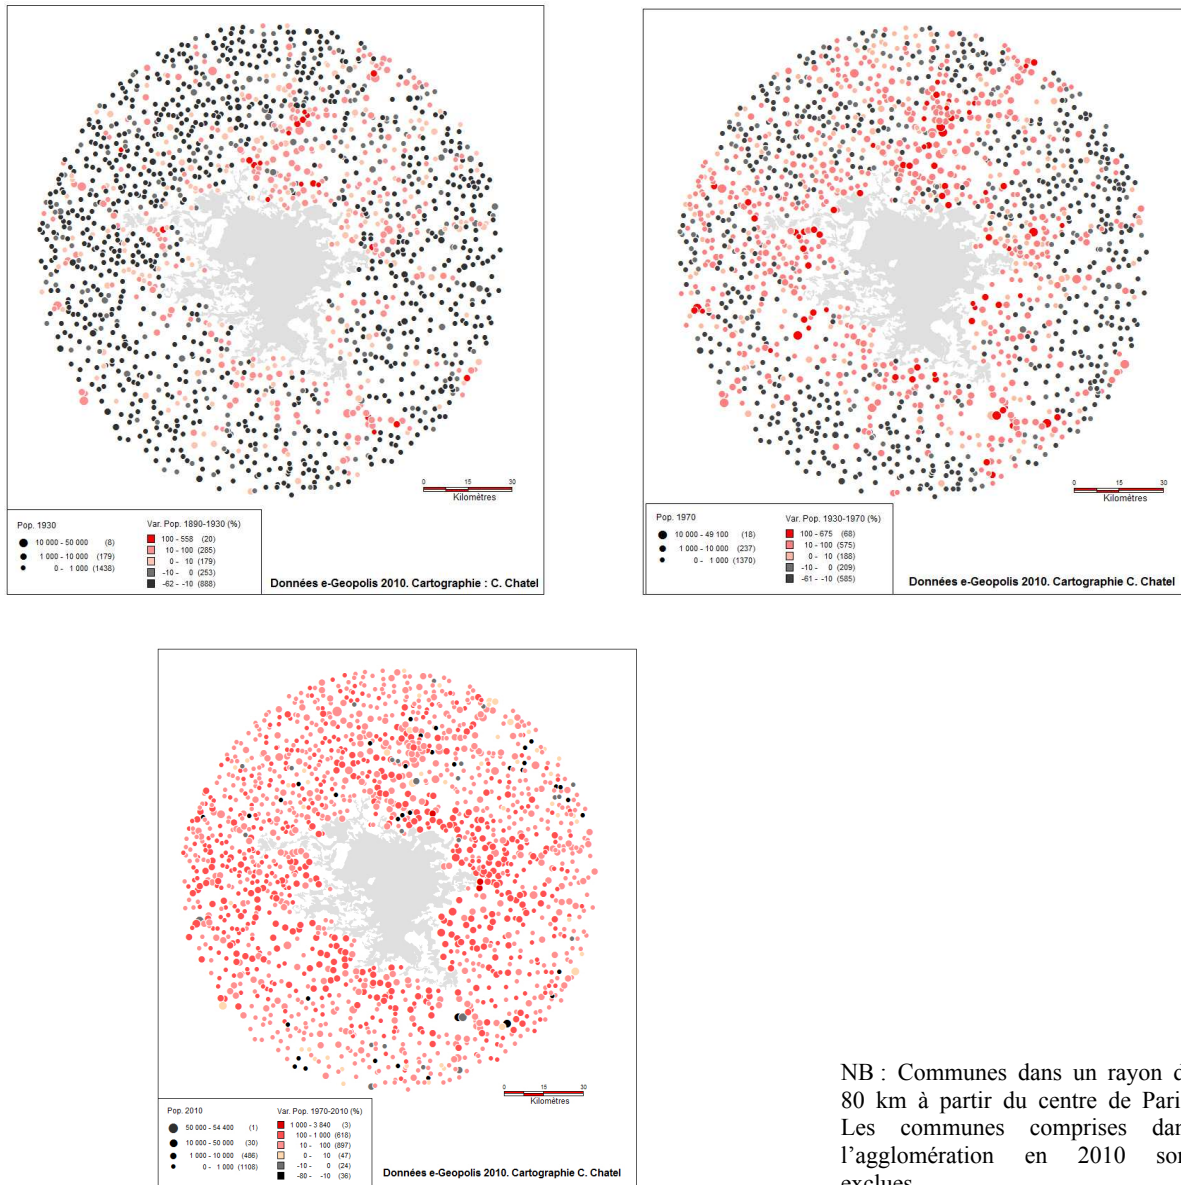 0 15 30
Kilomètres
Pop. 1930
10 000 - 50 000 (8)
1 000 - 10 000 (179)
0 - 1 000 (1438)
Var. Pop. 1890-1930 (%)
100 - 558 (20)
10 - 100 (285)
0 - 10 (179)
-10 - 0 (253)
-62 - -10 (888)
Données e-Geopolis 2010. Cartographie : C. Chatel
0 15 30
Kilomètres
Pop. 1970
10 000 - 49 100 (18)
1 000 - 10 000 (237)
0 - 1 000 (1370)
Var. Pop. 1930-1970 (%)
100 - 675 (68)
10 - 100 (575)
0 - 10 (188)
-10 - 0 (209)
-61 - -10 (585)
Données e-Geopolis 2010. Cartographie C. Chatel
0 15 30
Kilomètres
Pop. 2010
50 000 - 54 400 (1)
10 000 - 50 000 (30)
1 000 - 10 000 (486)
0 - 1 000 (1108)
Var. Pop. 1970-2010 (%)
1 000 - 3 840 (3)
100 - 1 000 (618)
10 - 100 (897)
0 - 10 (47)
-10 - 0 (24)
-80 - -10 (36)
Données e-Geopolis 2010. Cartographie C. Chatel
NB : Communes dans un rayon d
80 km à partir du centre de Pari
Les communes comprises dan
l'agglomération en 2010 son
exclues